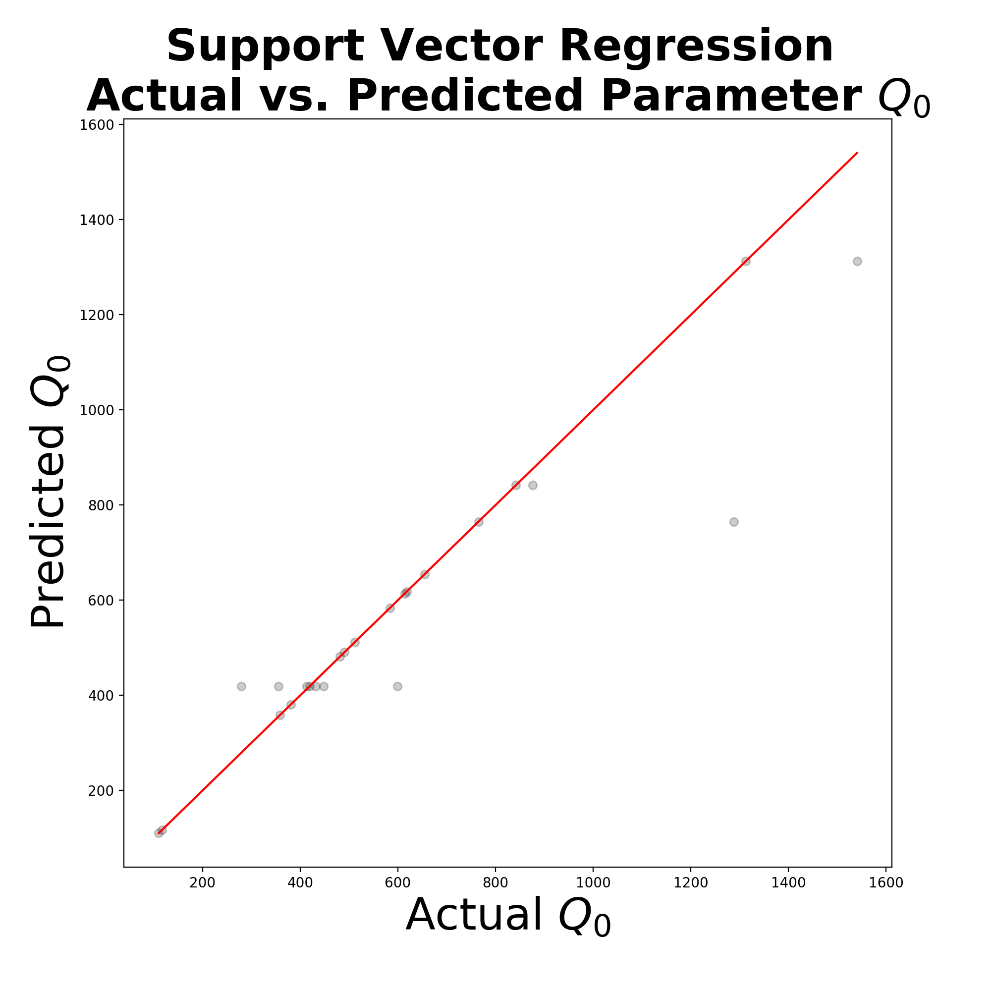 Support Vector Regression
Actual vs. Predicted Parameter Q₀
1600
1400
1200
1000
800
600
400
200
Predicted Q₀
200 400 600 800 1000 1200 1400 1600
Actual Q₀